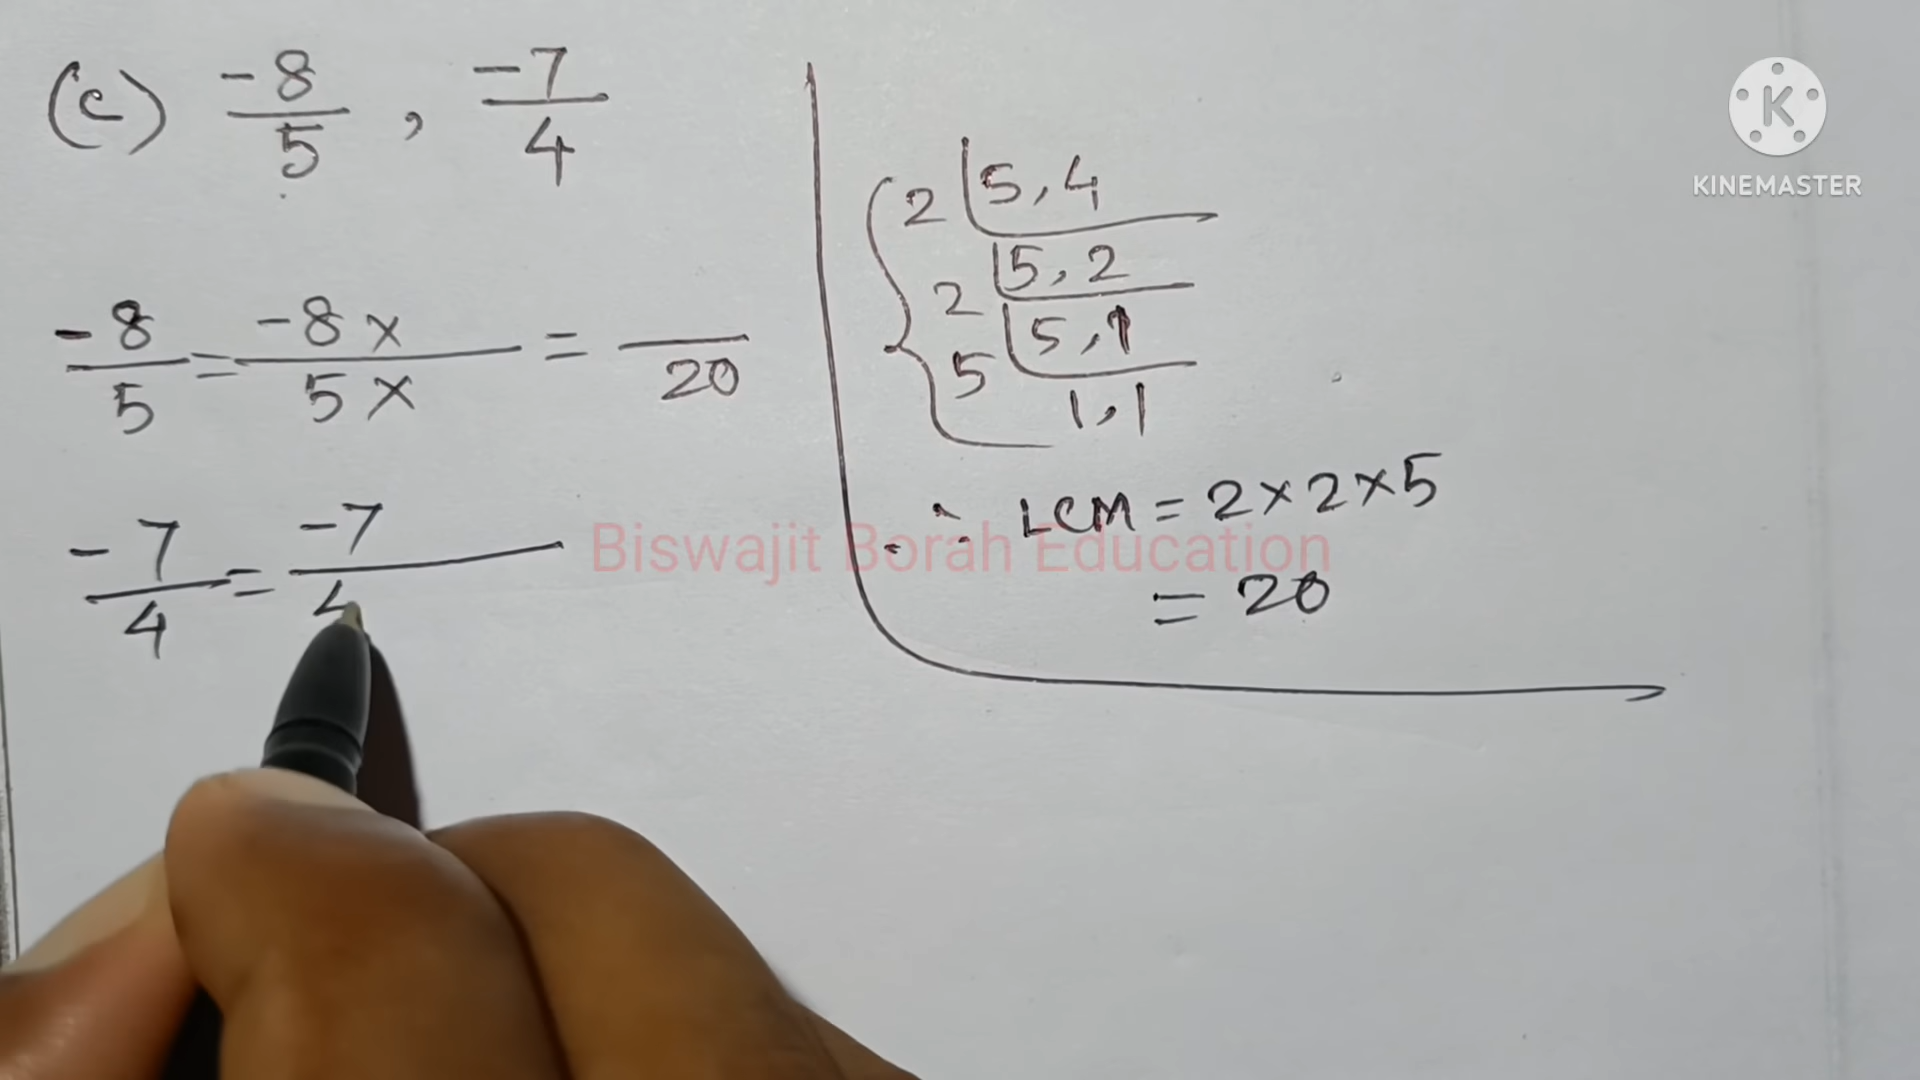 (c) -8/5 , -7/4
-8/5 = -8 x / 5 x = /20
-7/4 = -7/4
2 | 5, 4
2 | 5, 2
5 | 5, 1
1, 1
∴ LCM = 2 x 2 x 5
= 20
Biswajit Borah Education
K
KINEMASTER